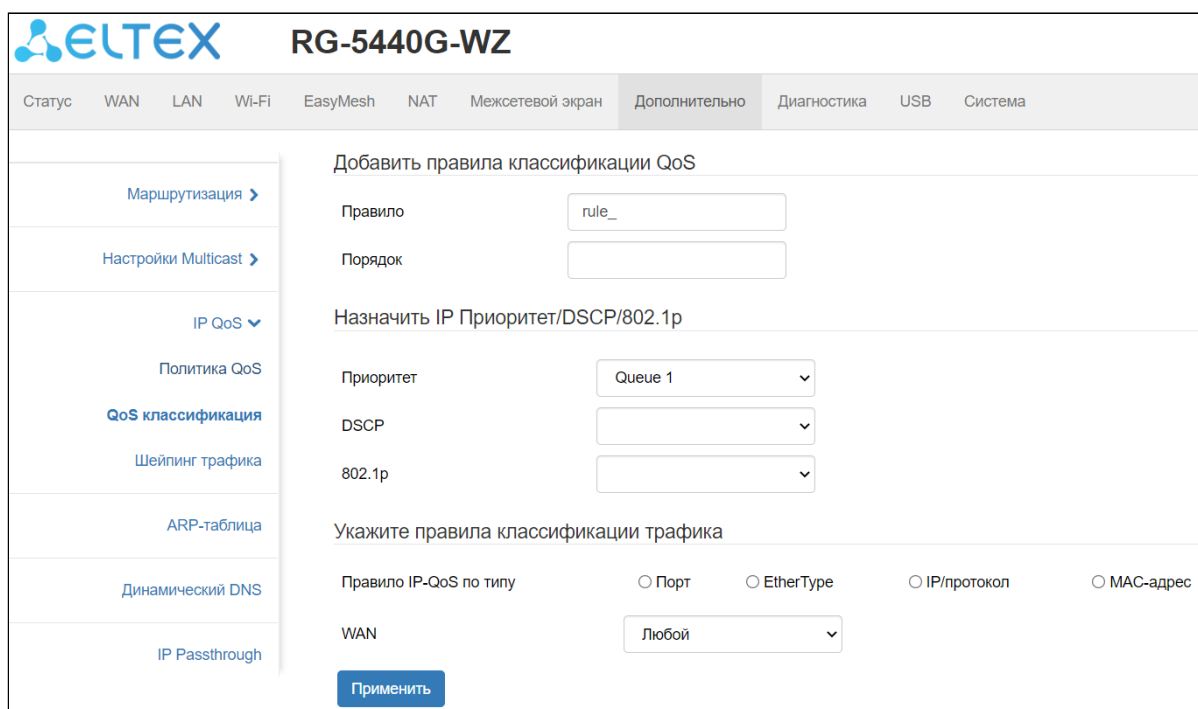 ELTEX RG-5440G-WZ
Статус WAN LAN Wi-Fi EasyMesh NAT Межсетевой экран Дополнительно Диагностика USB Система
Маршрутизация
Настройки Multicast
IP QoS
Политика QoS
QoS классификация
Шейпинг трафика
ARP-таблица
Динамический DNS
IP Passthrough
Добавить правила классификации QoS
Правило rule_
Порядок
Назначить IP Приоритет/DSCP/802.1p
Приоритет Queue 1
DSCP
802.1p
Укажите правила классификации трафика
Правило IP-QoS по типу Порт EtherType IP/протокол MAC-адрес
WAN Любой
Применить